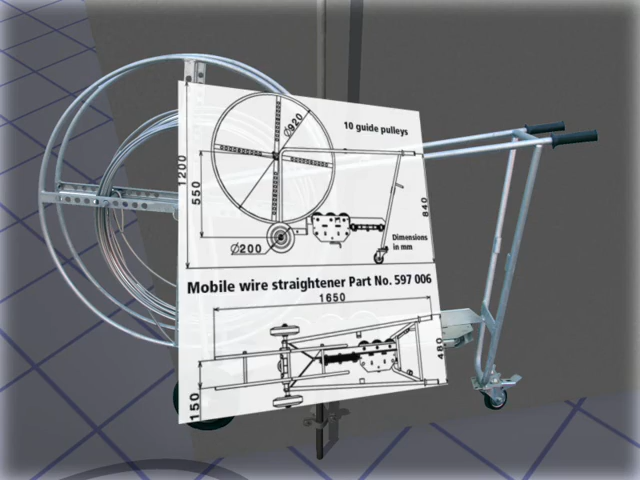 Ø920
10 guide pulleys
1200
550
840
Ø200
Dimensions
in mm
Mobile wire straightener Part No. 597 006
1650
400
150